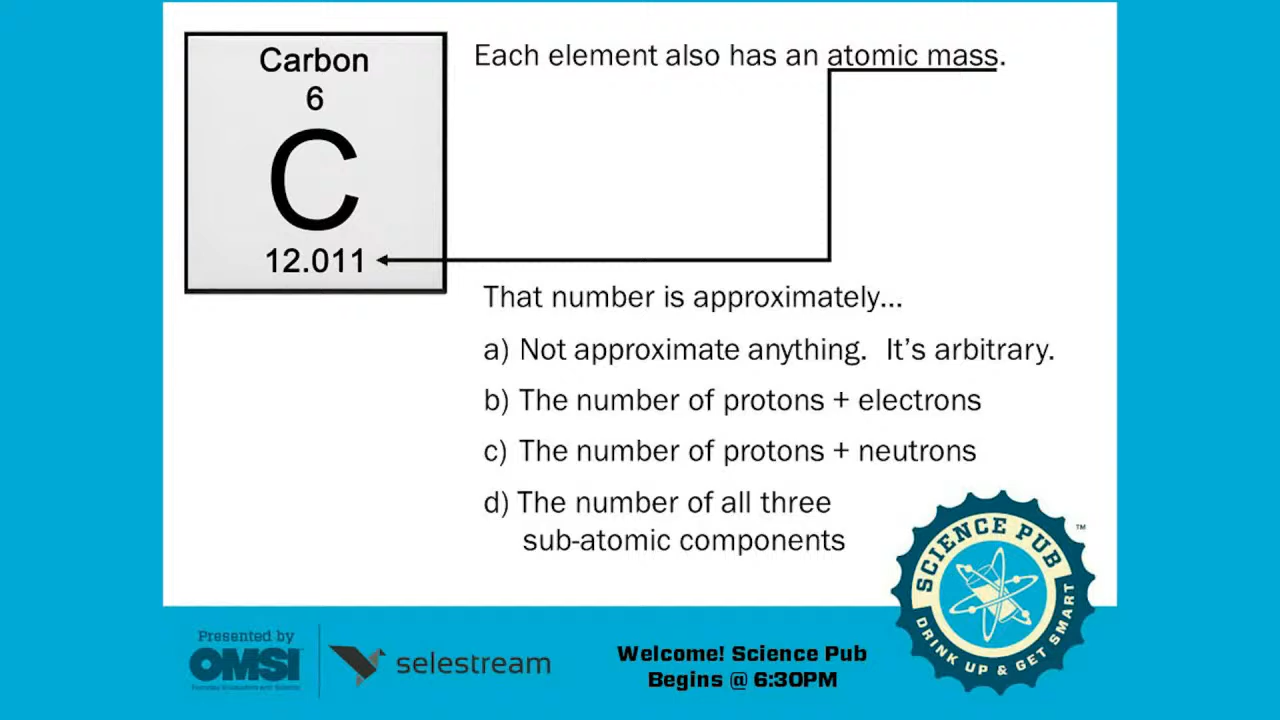 Carbon
6
C
12.011
Each element also has an atomic mass.
That number is approximately...
a) Not approximate anything.  It's arbitrary.
b) The number of protons + electrons
c) The number of protons + neutrons
d) The number of all three
sub-atomic components
SCIENCE PUB
DRINK UP & GET SMART
TM
Presented by
OMSI
selestream
Welcome! Science Pub
Begins @ 6:30PM